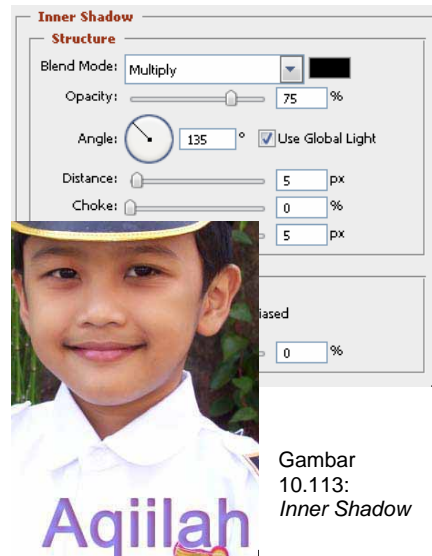 Inner Shadow
Structure
Blend Mode: Multiply
Opacity: 75 %
Angle: 135 ° Use Global Light
Distance: 5 px
Choke: 0 %
5 px
iased
0 %
Aqiilah
Gambar
10.113:
Inner Shadow